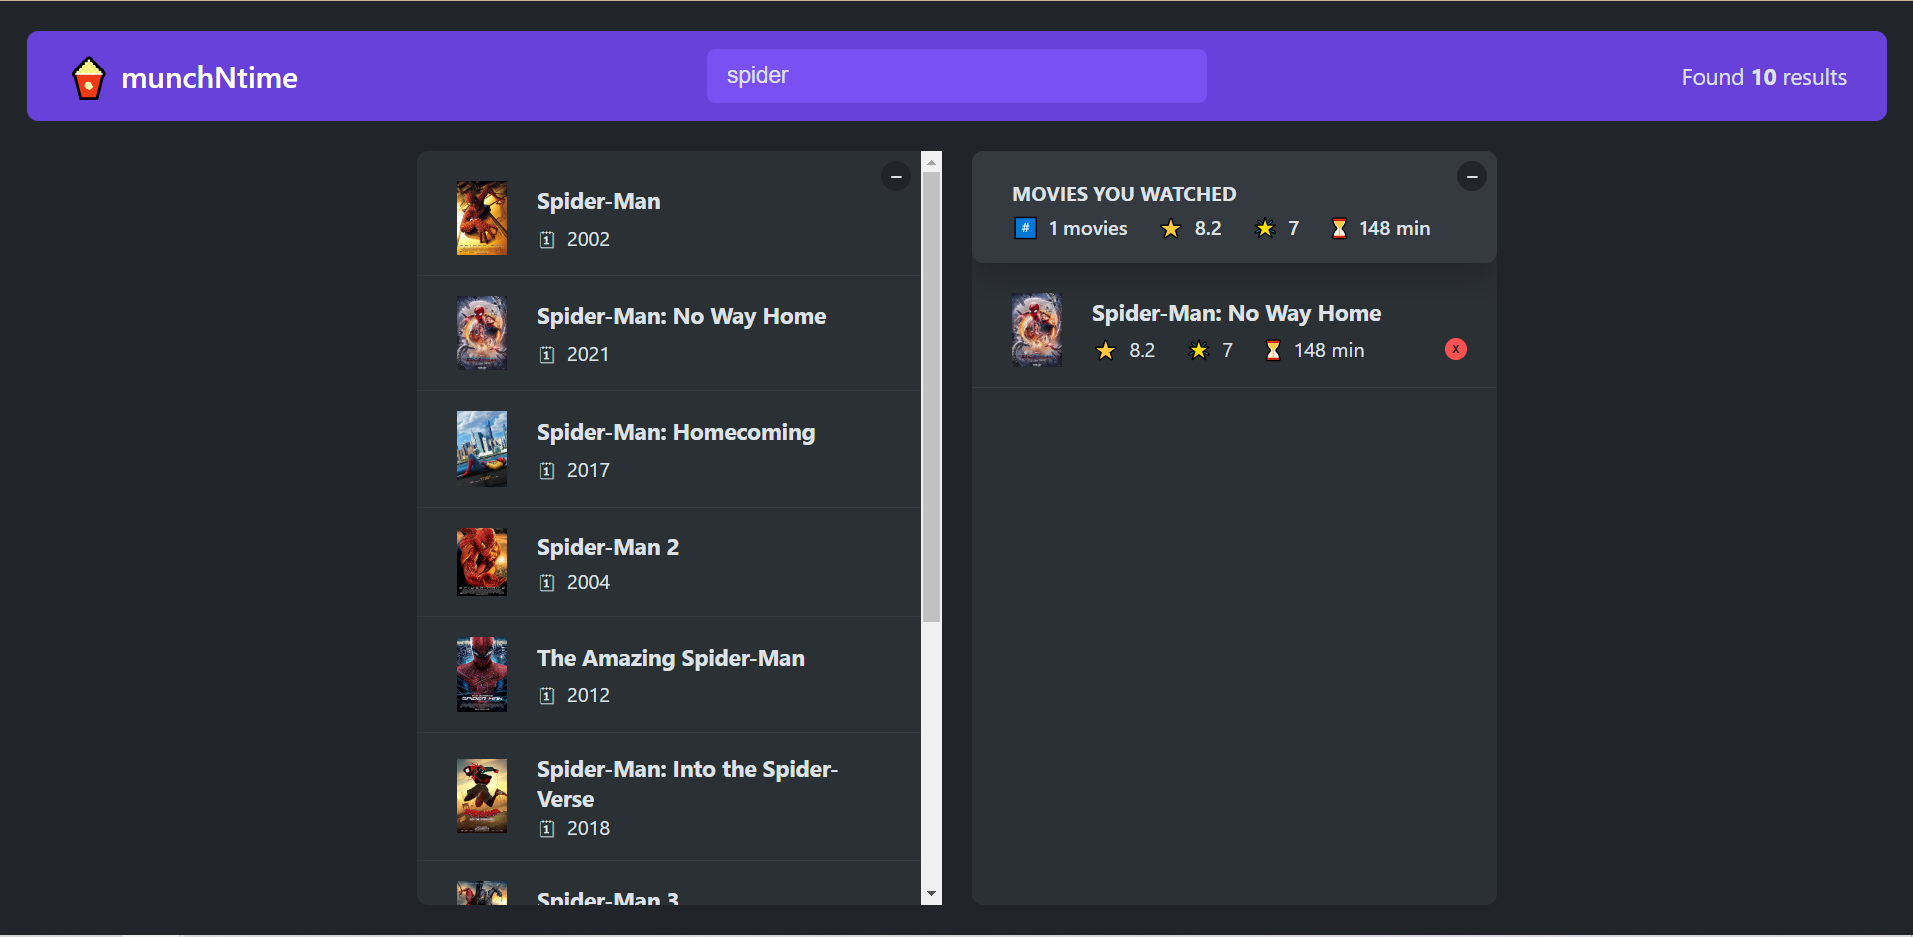 munchNtime
spider
Found 10 results
Spider-Man
2002
Spider-Man: No Way Home
2021
Spider-Man: Homecoming
2017
Spider-Man 2
2004
The Amazing Spider-Man
2012
Spider-Man: Into the Spider-
Verse
2018
Spider-Man 3
MOVIES YOU WATCHED
# 1 movies 8.2 7 148 min
Spider-Man: No Way Home
8.2 7 148 min X